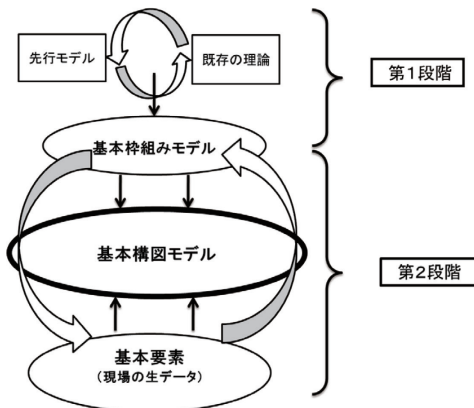 先行モデル
既存の理論
第1段階
基本枠組みモデル
基本構図モデル
第2段階
基本要素
(現場の生データ)